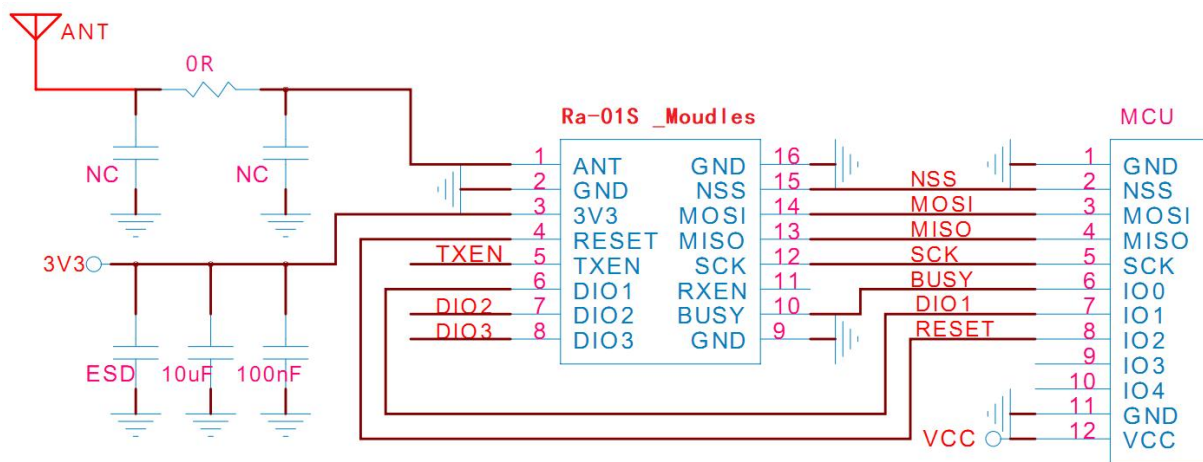 ANT
0R
NC
NC
3V3
ESD
10uF
100nF
Ra-01S _Moudles
1 ANT GND 16
2 GND NSS 15
3 3V3 MOSI 14
4 RESET MISO 13
TXEN 5 TXEN SCK 12
6 DIO1 RXEN 11
DIO2 7 DIO2 BUSY 10
DIO3 8 DIO3 GND 9
MCU
1 GND
NSS 2 NSS
MOSI 3 MOSI
MISO 4 MISO
SCK 5 SCK
BUSY 6 IO0
DIO1 7 IO1
RESET 8 IO2
9 IO3
10 IO4
11 GND
VCC 12 VCC